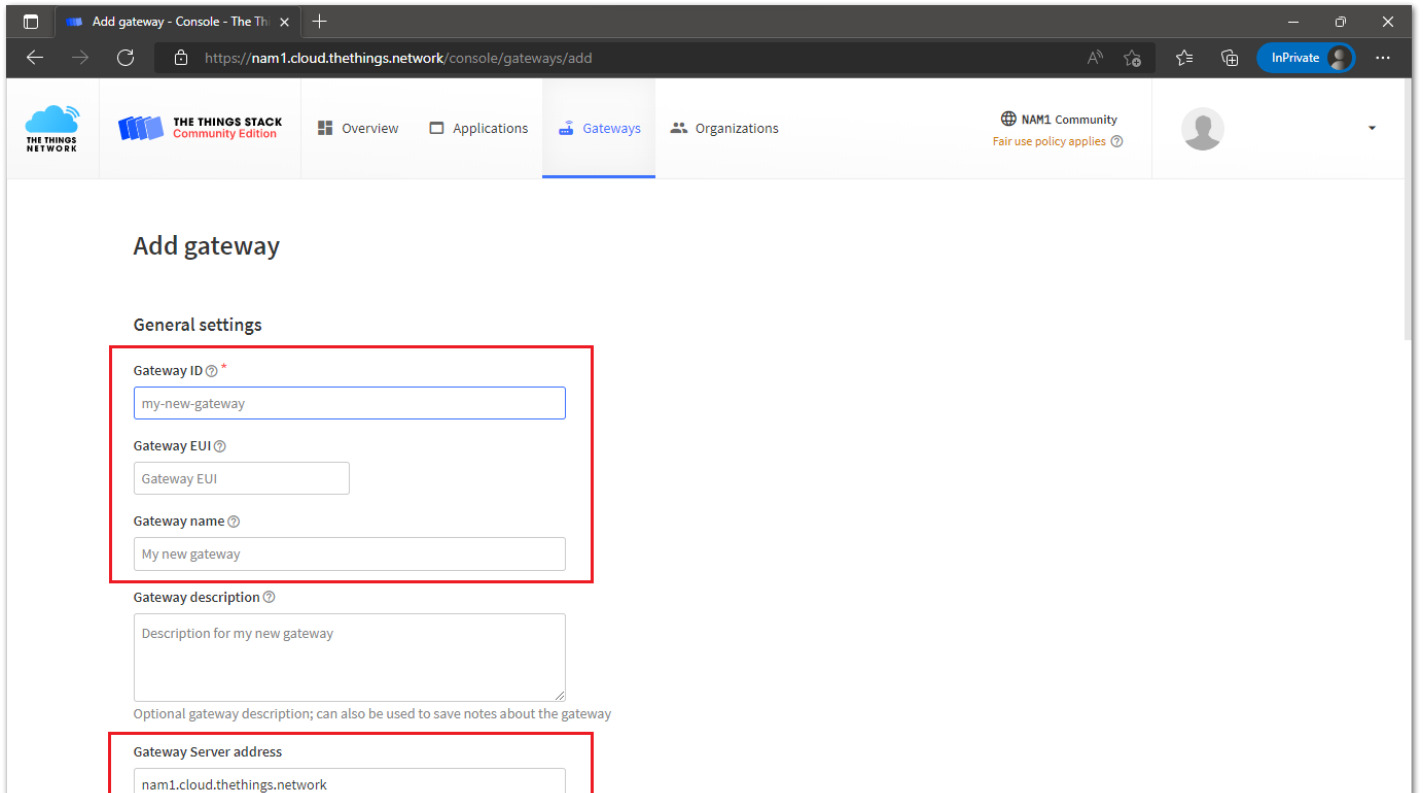 Add gateway - Console - The Th
https://nam1.cloud.thethings.network/console/gateways/add
InPrivate
THE THINGS
NETWORK
THE THINGS STACK
Community Edition
Overview
Applications
Gateways
Organizations
NAM1 Community
Fair use policy applies
Add gateway
General settings
Gateway ID *
my-new-gateway
Gateway EUI
Gateway EUI
Gateway name
My new gateway
Gateway description
Description for my new gateway
Optional gateway description; can also be used to save notes about the gateway
Gateway Server address
nam1.cloud.thethings.network